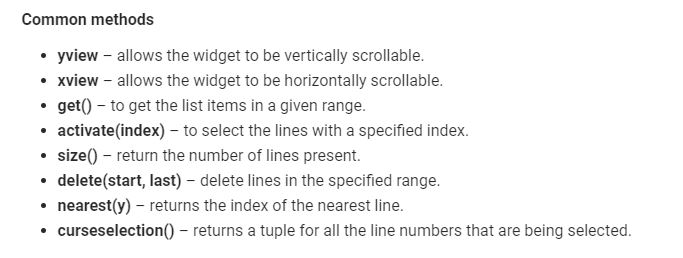 Common methods
• yview – allows the widget to be vertically scrollable.
• xview – allows the widget to be horizontally scrollable.
• get() – to get the list items in a given range.
• activate(index) – to select the lines with a specified index.
• size() – return the number of lines present.
• delete(start, last) – delete lines in the specified range.
• nearest(y) – returns the index of the nearest line.
• curseselection() – returns a tuple for all the line numbers that are being selected.